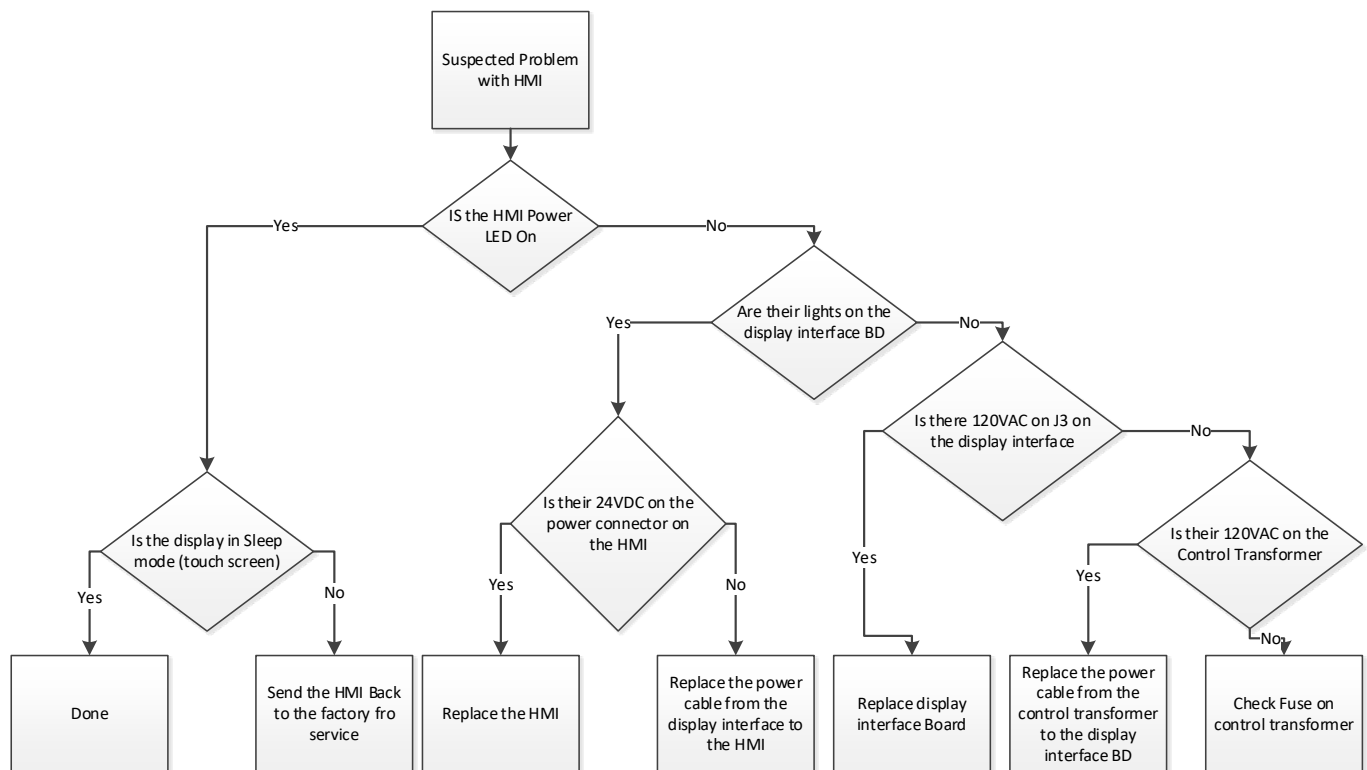 Suspected Problem
with HMI
IS the HMI Power
LED On
Yes
No
Are their lights on the
display interface BD
Yes
No
Is there 120VAC on J3 on
the display interface
No
Is their 24VDC on the
power connector on
the HMI
Is the display in Sleep
mode (touch screen)
Is their 120VAC on the
Control Transformer
Yes
No
Yes
No
Yes
Yes
No
Done
Send the HMI Back
to the factory fro
service
Replace the HMI
Replace the power
cable from the
display interface to
the HMI
Replace display
interface Board
Replace the power
cable from the
control transformer
to the display
interface BD
Check Fuse on
control transformer